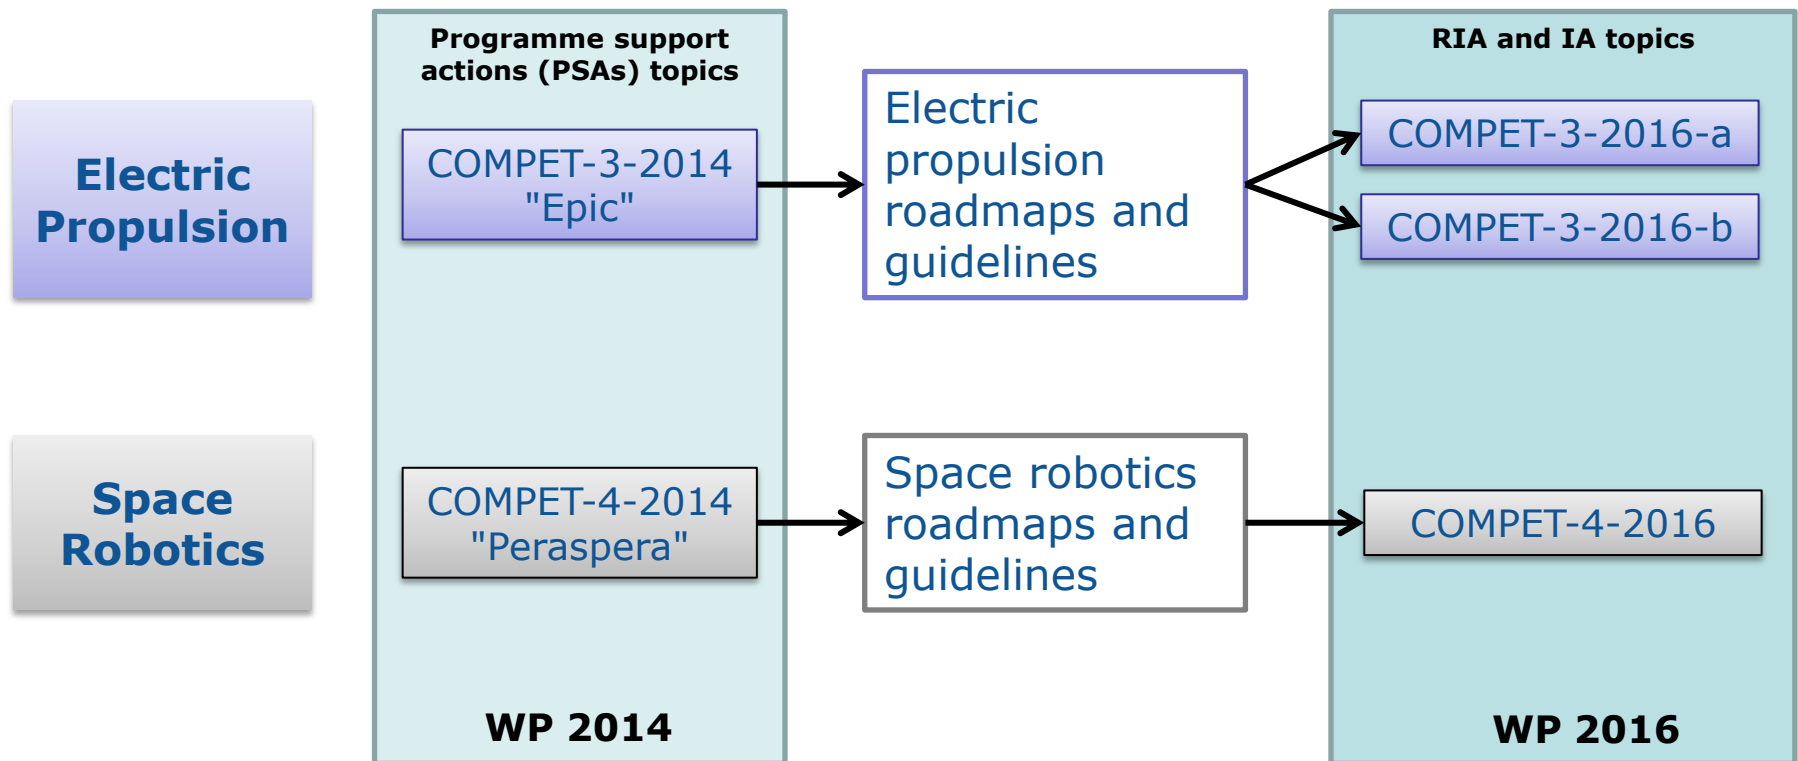 Programme support
actions (PSAs) topics
RIA and IA topics
Electric
Propulsion
COMPET-3-2014
"Epic"
Electric
propulsion
roadmaps and
guidelines
COMPET-3-2016-a
COMPET-3-2016-b
Space
Robotics
COMPET-4-2014
"Peraspera"
Space robotics
roadmaps and
guidelines
COMPET-4-2016
WP 2014
WP 2016